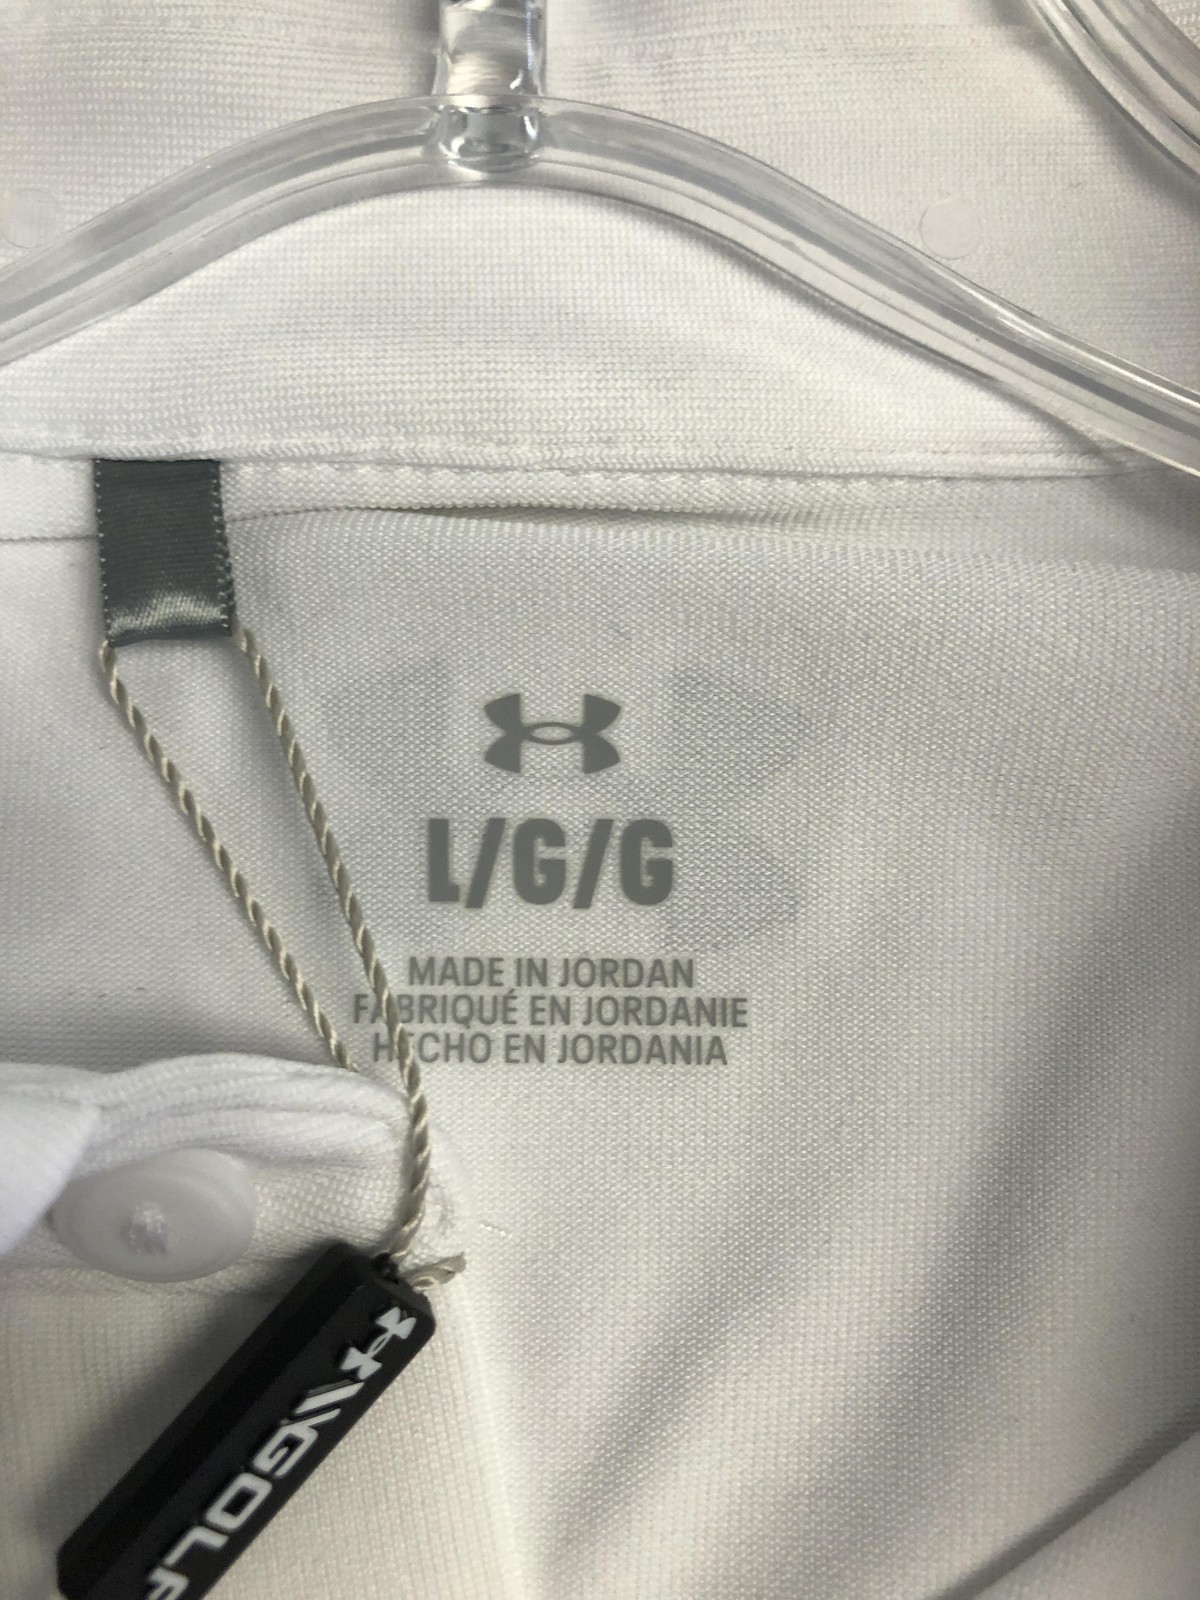 L/G/G
MADE IN JORDAN
FABRIQUÉ EN JORDANIE
HECHO EN JORDANIA
GOLF